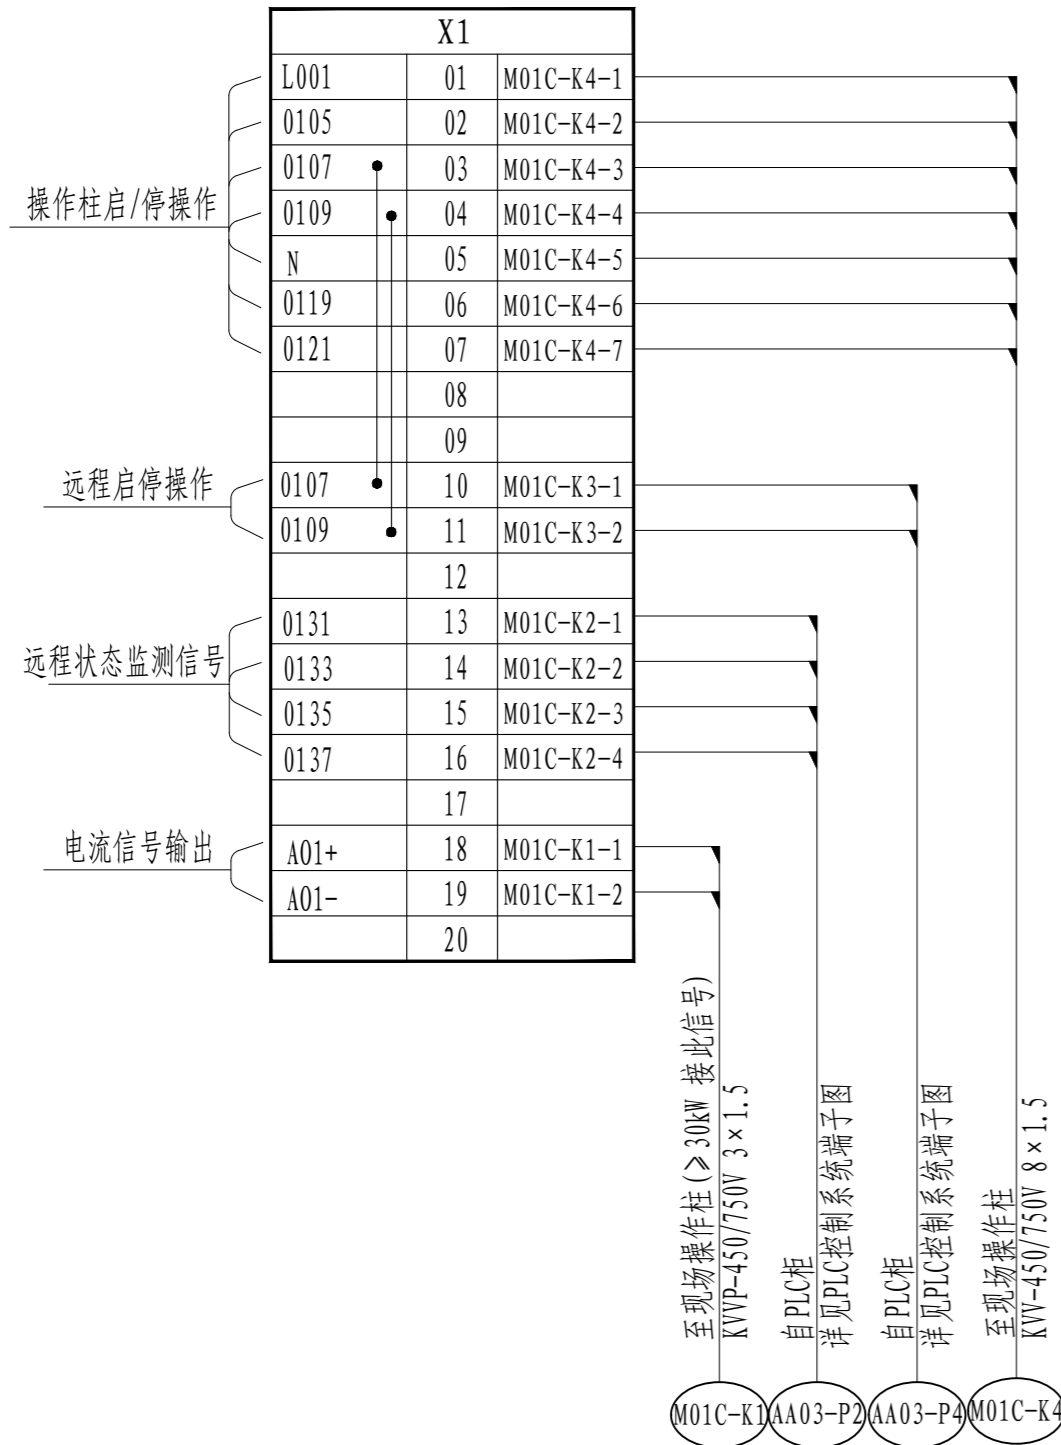 X1
L001 01 M01C-K4-1
0105 02 M01C-K4-2
0107 03 M01C-K4-3
操作柱启/停操作
0109 04 M01C-K4-4
N 05 M01C-K4-5
0119 06 M01C-K4-6
0121 07 M01C-K4-7
08
09
远程启停操作
0107 10 M01C-K3-1
0109 11 M01C-K3-2
12
0131 13 M01C-K2-1
远程状态监测信号
0133 14 M01C-K2-2
0135 15 M01C-K2-3
0137 16 M01C-K2-4
17
电流信号输出
A01+ 18 M01C-K1-1
A01- 19 M01C-K1-2
20
至现场操作柱(≥30kW 接此信号)
KVVP-450/750V 3×1.5
自PLC柜
详见PLC控制系统端子图
自PLC柜
详见PLC控制系统端子图
至现场操作柱
KVV-450/750V 8×1.5
M01C-K1
AA03-P2
AA03-P4
M01C-K4